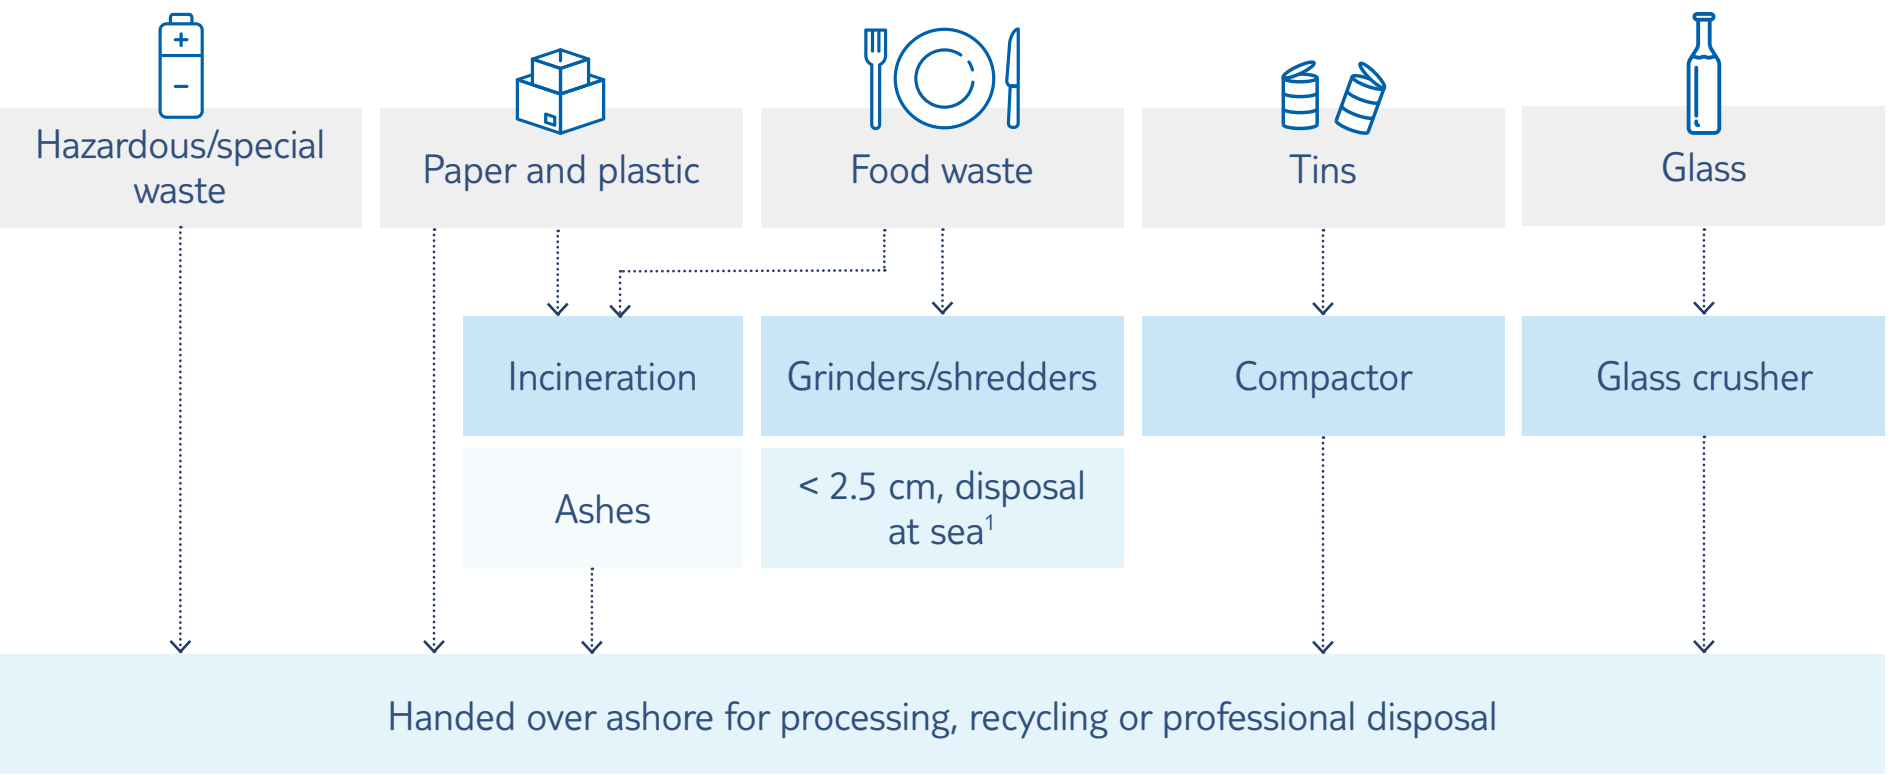 Hazardous/special
waste
Paper and plastic
Food waste
Tins
Glass
Incineration
Grinders/shredders
Compactor
Glass crusher
Ashes
< 2.5 cm, disposal
at sea¹
Handed over ashore for processing, recycling or professional disposal